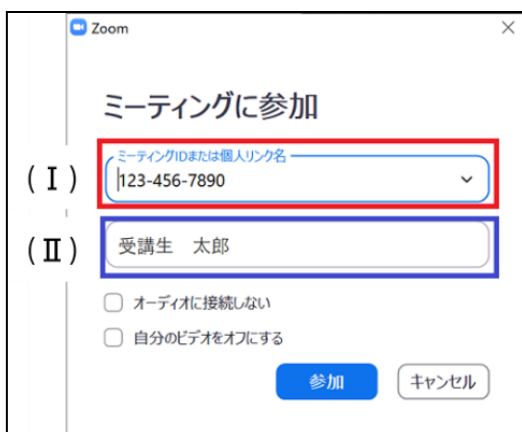 Zoom
ミーティングに参加
(Ⅰ)
ミーティングIDまたは個人リンク名
123-456-7890
(Ⅱ)
受講生　太郎
オーディオに接続しない
自分のビデオをオフにする
参加 キャンセル